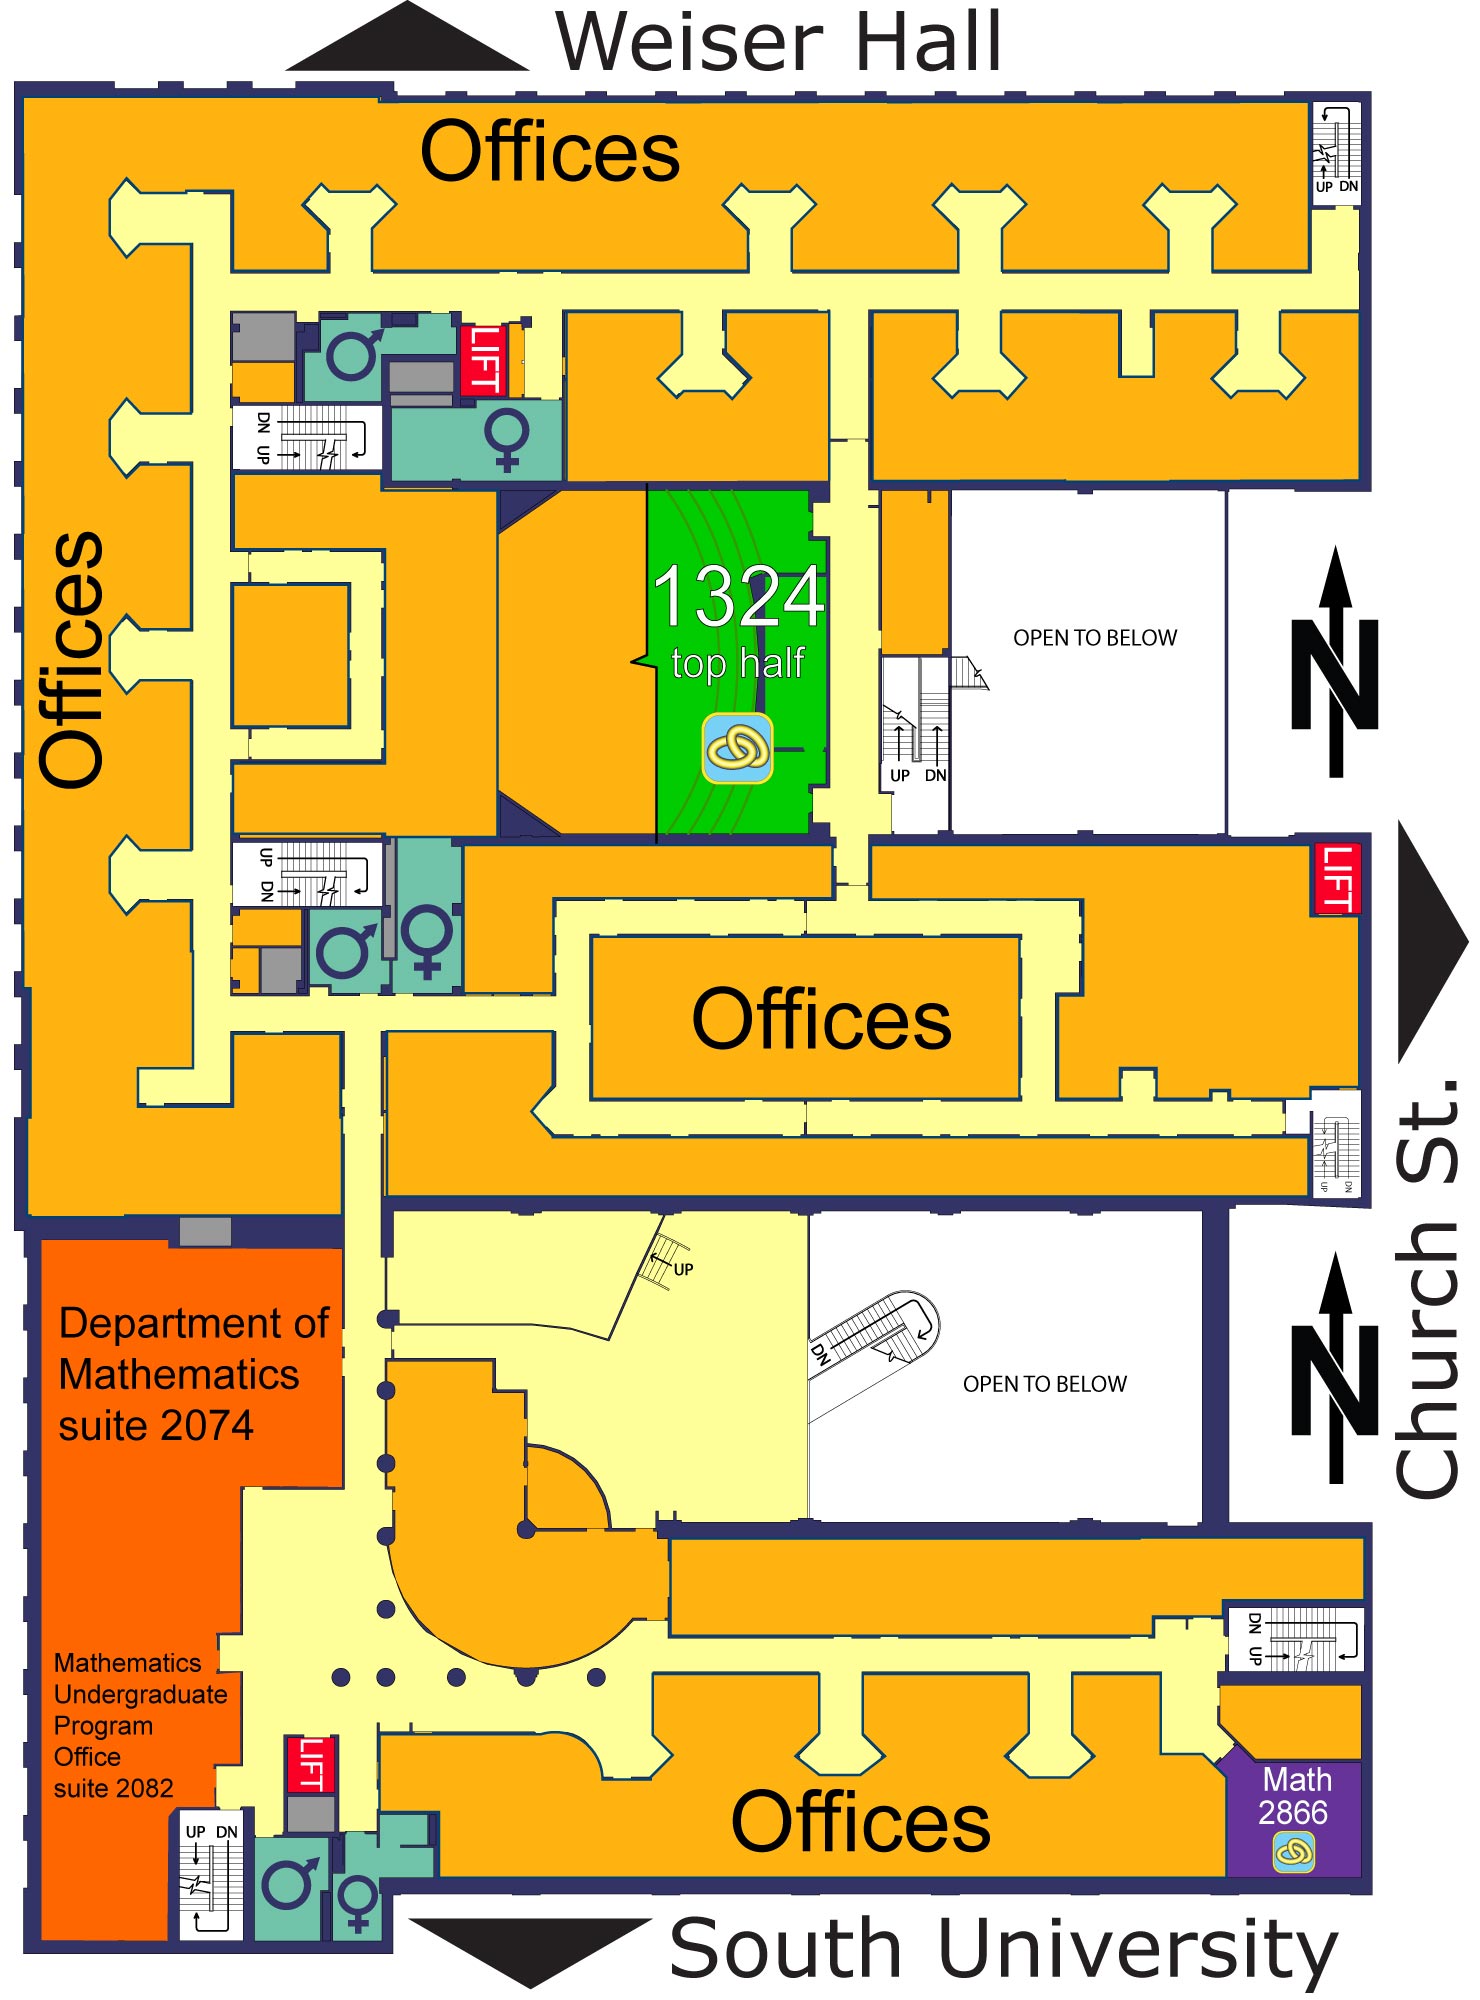 Weiser Hall
Offices
UP DN
LIFT
DN
UP
Offices
1324
top half
OPEN TO BELOW
N
UP DN
UP
DN
LIFT
Offices
Church St.
UP
DN
UP
DN
OPEN TO BELOW
N
Department of
Mathematics
suite 2074
DN
UP
Mathematics
Undergraduate
Program
Office
suite 2082
LIFT
Math
2866
Offices
UP DN
South University